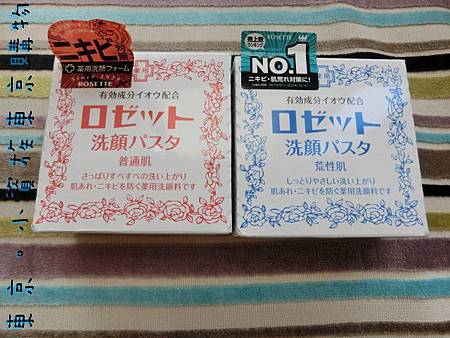 東京。小資族東京購物
ニキビ
薬用洗顔フォーム
ROSETTE
有効成分イオウ配合
ロゼット
洗顔パスタ
普通肌
さっぱりすべすべの洗い上がり
肌あれ・ニキビを防ぐ薬用洗顔料です
ランキング
ROSETTE
NO.1
ニキビ・肌荒れ対策に!
有効成分イオウ配合
ロゼット
洗顔パスタ
荒性肌
しっとりやさしい洗い上がり
肌あれ・ニキビを防ぐ薬用洗顔料です